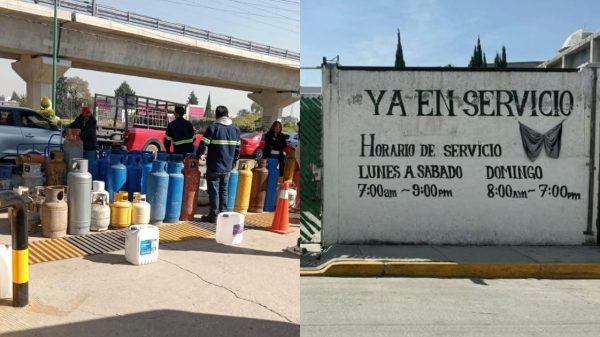 YA EN SERVICIO
HORARIO DE SERVICIO
LUNES A SABADO DOMINGO
7:00am ~ 9:00pm 8:00Am ~ 7:00pm